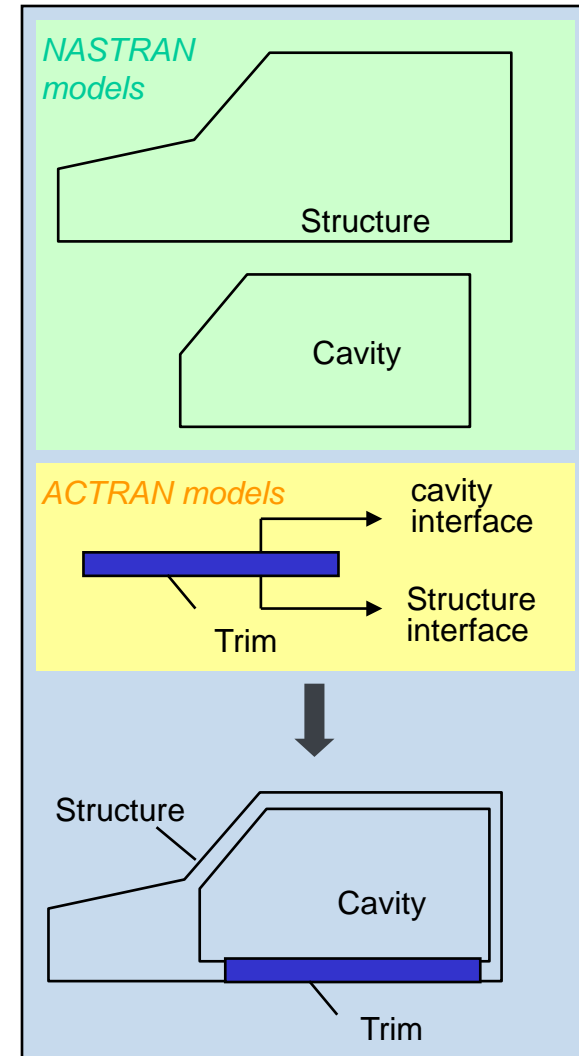 NASTRAN
models
Structure
Cavity
ACTRAN models
cavity
interface
Structure
interface
Trim
Structure
Cavity
Trim